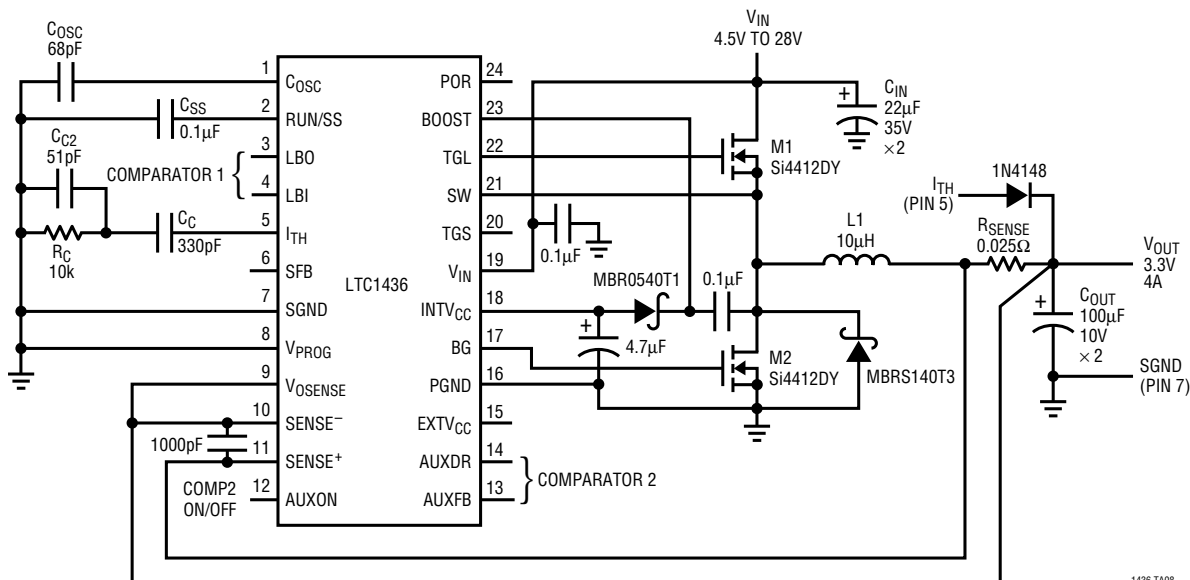 C_OSC
68pF
C_SS
0.1µF
C_C2
51pF
COMPARATOR 1
C_C
330pF
R_C
10k
1000pF
COMP2
ON/OFF
1
2
3
4
5
6
7
8
9
10
11
12
C_OSC
RUN/SS
LBO
LBI
I_TH
SFB
SGND
V_PROG
V_OSENSE
SENSE⁻
SENSE⁺
AUXON
LTC1436
POR
BOOST
TGL
SW
TGS
V_IN
INTV_CC
BG
PGND
EXTV_CC
AUXDR
AUXFB
24
23
22
21
20
19
18
17
16
15
14
13
V_IN
4.5V TO 28V
C_IN
+
22µF
35V
×2
M1
Si4412DY
0.1µF
MBR0540T1
0.1µF
+
4.7µF
L1
10µH
M2
Si4412DY
MBRS140T3
COMPARATOR 2
1N4148
I_TH
(PIN 5)
R_SENSE
0.025Ω
V_OUT
3.3V
4A
+
C_OUT
100µF
10V
×2
SGND
(PIN 7)
1436 TA08